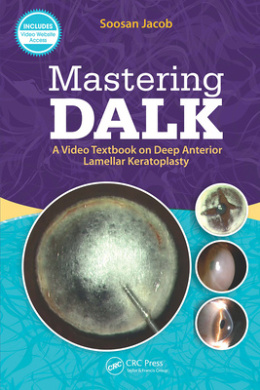 INCLUDES
Video Website
Access
Soosan Jacob
Mastering
DALK
A Video Textbook on Deep Anterior
Lamellar Keratoplasty
CRC
CRC Press
Taylor & Francis Group